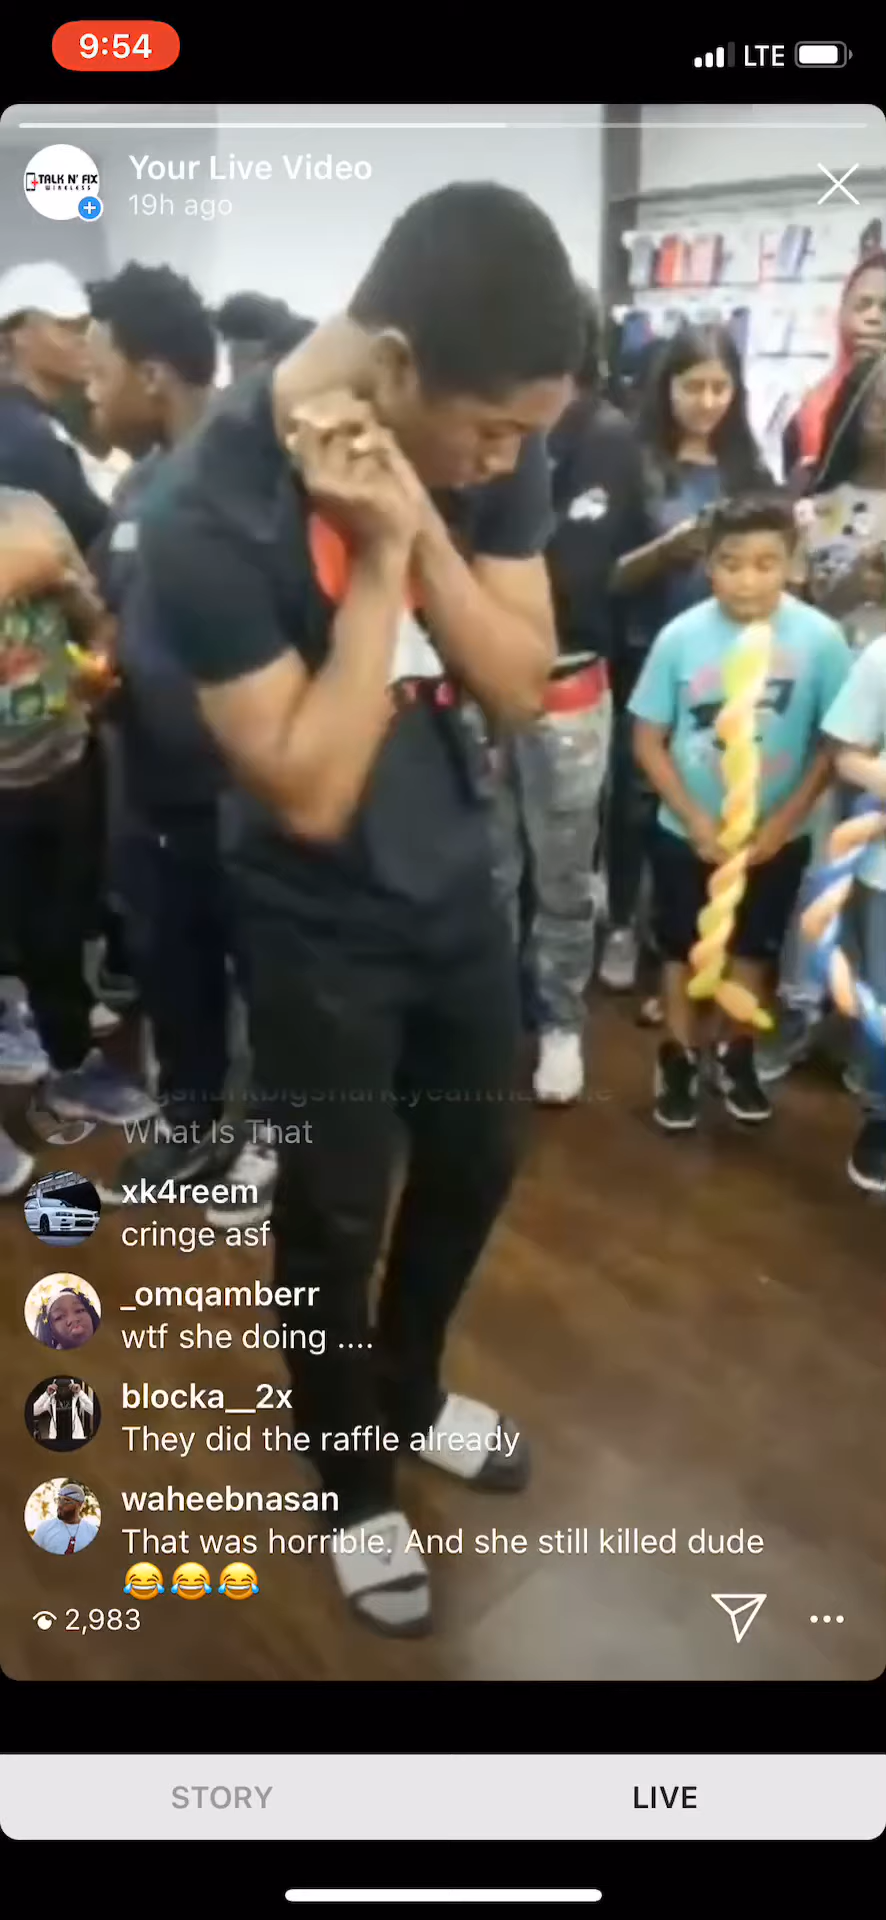 9:54
LTE
TALK N' FIX
WIRELESS
Your Live Video
19h ago
What Is That
xk4reem
cringe asf
_omqamberr
wtf she doing ....
blocka__2x
They did the raffle already
waheebnasan
That was horrible. And she still killed dude
😂😂😂
2,983
STORY
LIVE